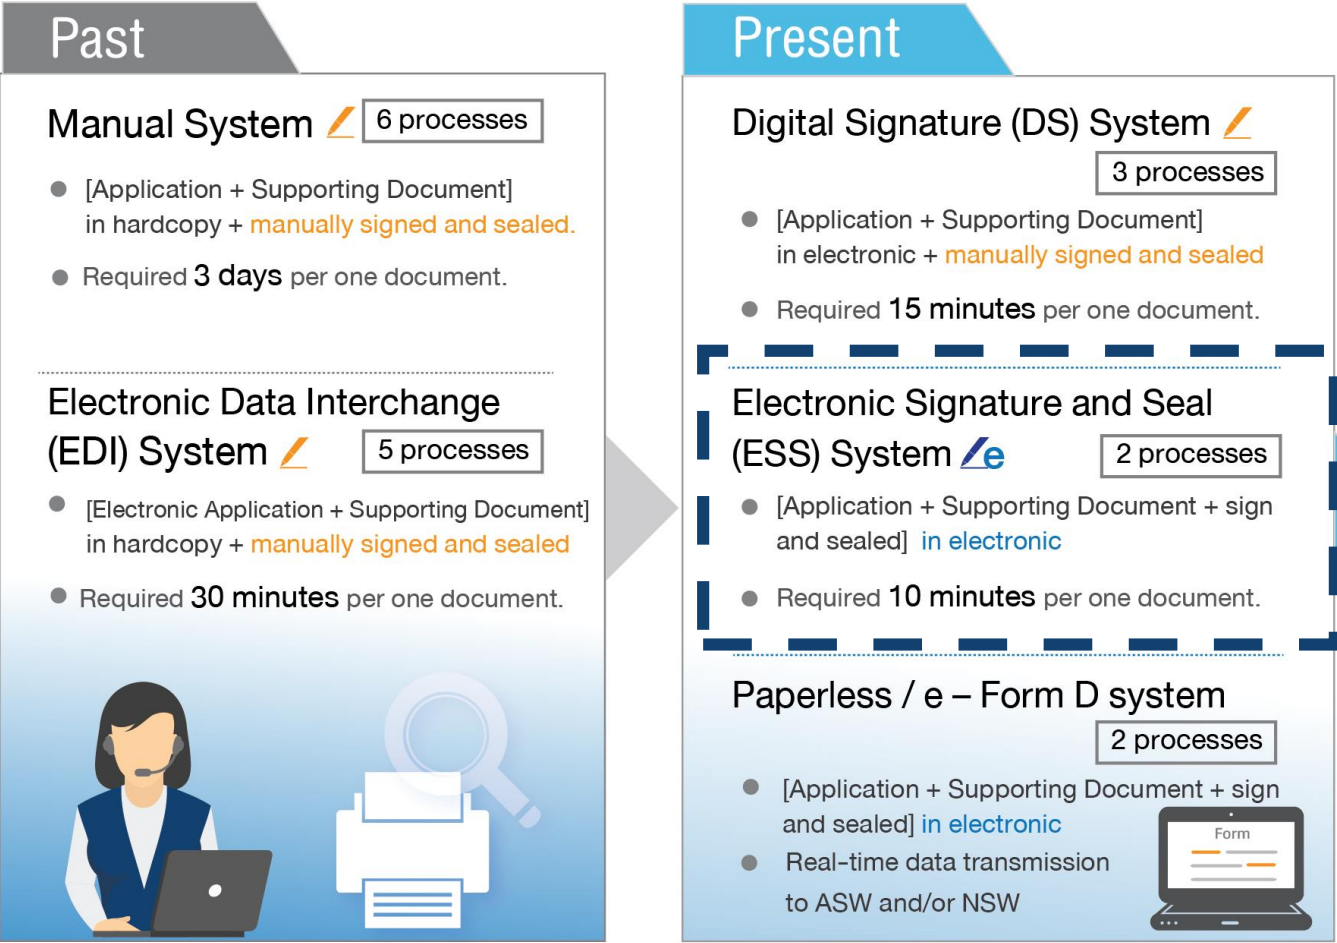 Past
Manual System
6 processes
[Application + Supporting Document]
in hardcopy + manually signed and sealed.
Required 3 days per one document.
Electronic Data Interchange
(EDI) System
5 processes
[Electronic Application + Supporting Document]
in hardcopy + manually signed and sealed
Required 30 minutes per one document.
Present
Digital Signature (DS) System
3 processes
[Application + Supporting Document]
in electronic + manually signed and sealed
Required 15 minutes per one document.
Electronic Signature and Seal
(ESS) System e
2 processes
[Application + Supporting Document + sign
and sealed] in electronic
Required 10 minutes per one document.
Paperless / e – Form D system
2 processes
[Application + Supporting Document + sign
and sealed] in electronic
Real-time data transmission
to ASW and/or NSW
Form